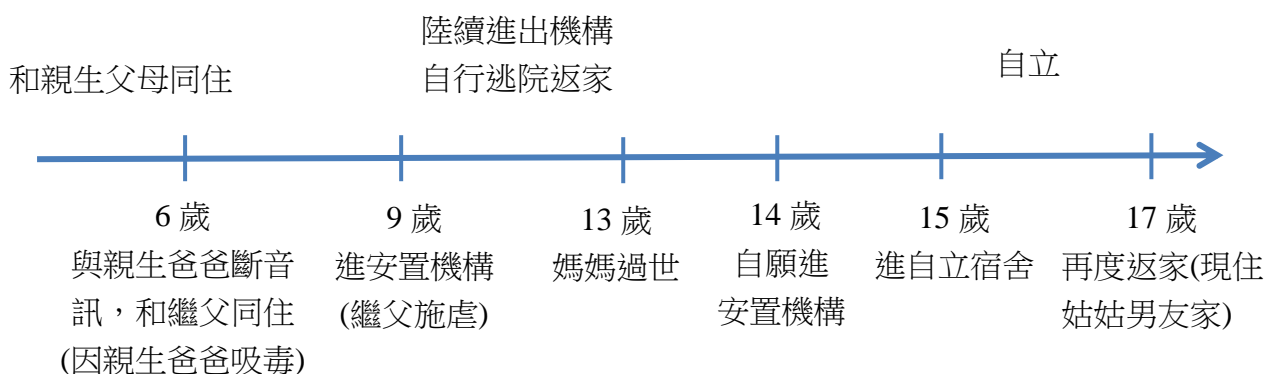 和親生父母同住
陸續進出機構
自行逃院返家
自立
6 歲
與親生爸爸斷音
訊，和繼父同住
(因親生爸爸吸毒)
9 歲
進安置機構
(繼父施虐)
13 歲
媽媽過世
14 歲
自願進
安置機構
15 歲
進自立宿舍
17 歲
再度返家(現住
姑姑男友家)